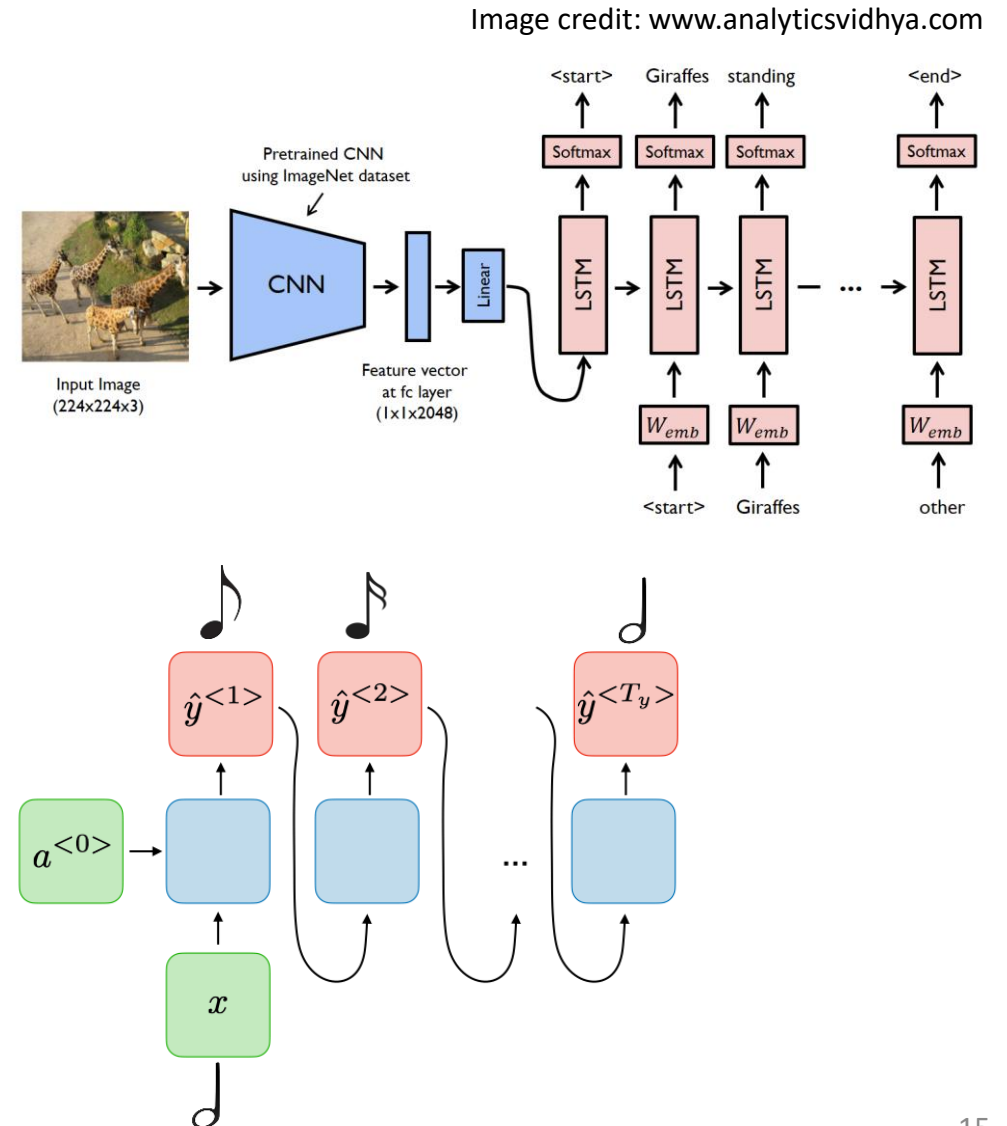 Image credit: www.analyticsvidhya.com
<start> Giraffes standing <end>
Softmax Softmax Softmax Softmax
Pretrained CNN
using ImageNet dataset
CNN
Linear
LSTM LSTM LSTM ... LSTM
Input Image
(224x224x3)
Feature vector
at fc layer
(1x1x2048)
W_emb W_emb W_emb
<start> Giraffes other
ŷ^<1> ŷ^<2> ŷ^<T_y>
a^<0>
...
x
15